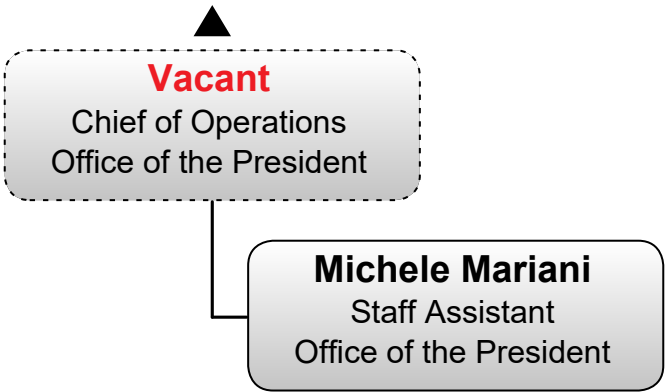 Vacant
Chief of Operations
Office of the President
Michele Mariani
Staff Assistant
Office of the President